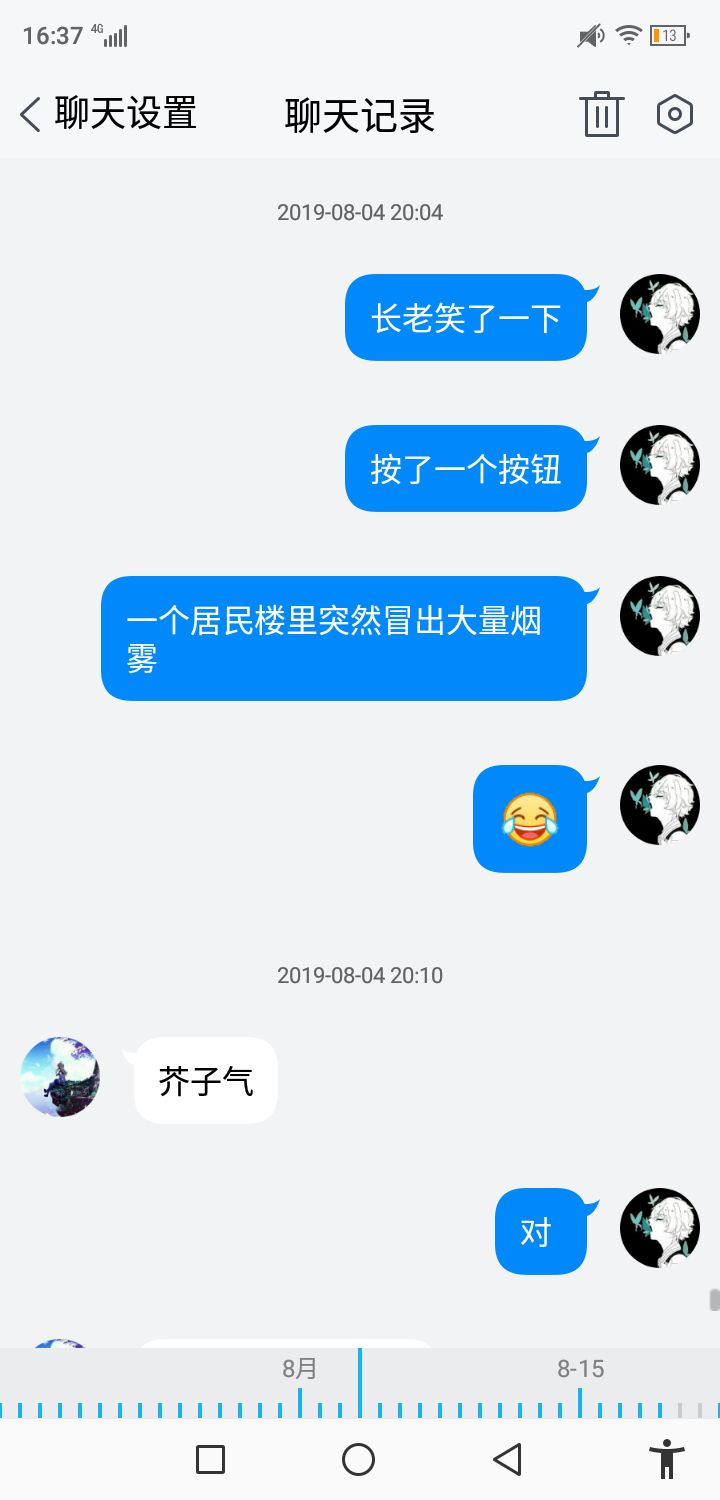 16:37 4G 13
聊天设置 聊天记录
2019-08-04 20:04
长老笑了一下
按了一个按钮
一个居民楼里突然冒出大量烟
雾
2019-08-04 20:10
芥子气
对
8月 8-15